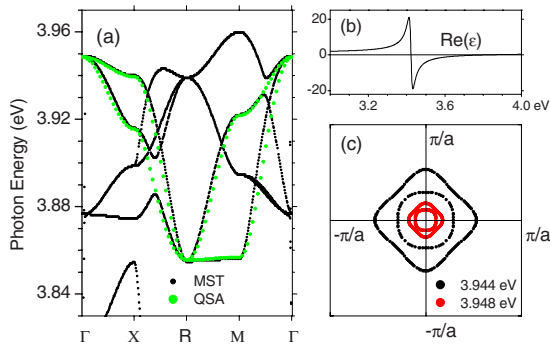 (a)
3.96
3.92
3.88
3.84
Photon Energy (eV)
MST
QSA
Γ X R M Γ
(b)
20
0
-20
Re(ε)
3.2 3.6 4.0 eV
(c)
π/a
-π/a π/a
3.944 eV
3.948 eV
-π/a